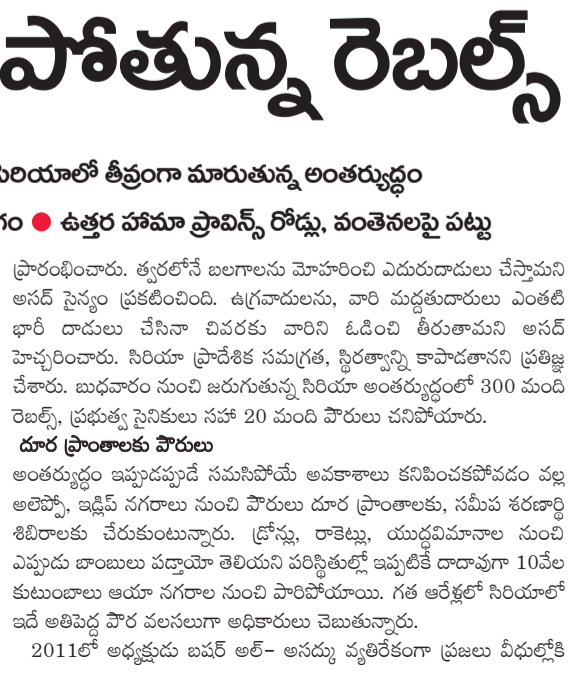 పోతున్న రెబల్స్
సిరియాలో తీవ్రంగా మారుతున్న అంతర్యుద్ధం
● ఉత్తర హామా ప్రావిన్స్ రోడ్లు, వంతెనలపై పట్టు
ప్రారంభించారు. త్వరలోనే బలగాలను మోహరించి ఎదురుదాడులు చేస్తామని
అసద్ సైన్యం ప్రకటించింది. ఉగ్రవాదులను, వారి మద్దతుదారులు ఎంతటి
భారీ దాడులు చేసినా చివరకు వారిని ఓడించి తీరుతామని అసద్
హెచ్చరించారు. సిరియా ప్రాదేశిక సమగ్రత, స్థిరత్వాన్ని కాపాడతానని ప్రతిజ్ఞ
చేశారు. బుధవారం నుంచి జరుగుతున్న సిరియా అంతర్యుద్ధంలో 300 మంది
రెబల్స్, ప్రభుత్వ సైనికులు సహా 20 మంది పౌరులు చనిపోయారు.
దూర ప్రాంతాలకు పౌరులు
అంతర్యుద్ధం ఇప్పుడప్పుడే సమసిపోయే అవకాశాలు కనిపించకపోవడం వల్ల
అలెప్పో, ఇడ్లిప్ నగరాలు నుంచి పౌరులు దూర ప్రాంతాలకు, సమీప శరణార్థి
శిబిరాలకు చేరుకుంటున్నారు. డ్రోన్లు, రాకెట్లు, యుద్ధవిమానాల నుంచి
ఎప్పుడు బాంబులు పడ్తాయో తెలియని పరిస్థితుల్లో ఇప్పటికే దాదాపుగా 10వేల
కుటుంబాలు ఆయా నగరాల నుంచి పారిపోయాయి. గత ఆరేళ్లలో సిరియాలో
ఇదే అతిపెద్ద పౌర వలసలుగా అధికారులు చెబుతున్నారు.
2011లో అధ్యక్షుడు బషర్ అల్- అసద్కు వ్యతిరేకంగా ప్రజలు వీధుల్లోకి